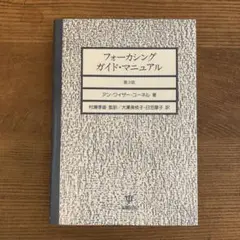 フォーカシング
ガイド・マニュアル
第3版
アン・ワイザー・コーネル 著
村瀬孝雄 監訳／大澤美枝子・日笠摩子 訳